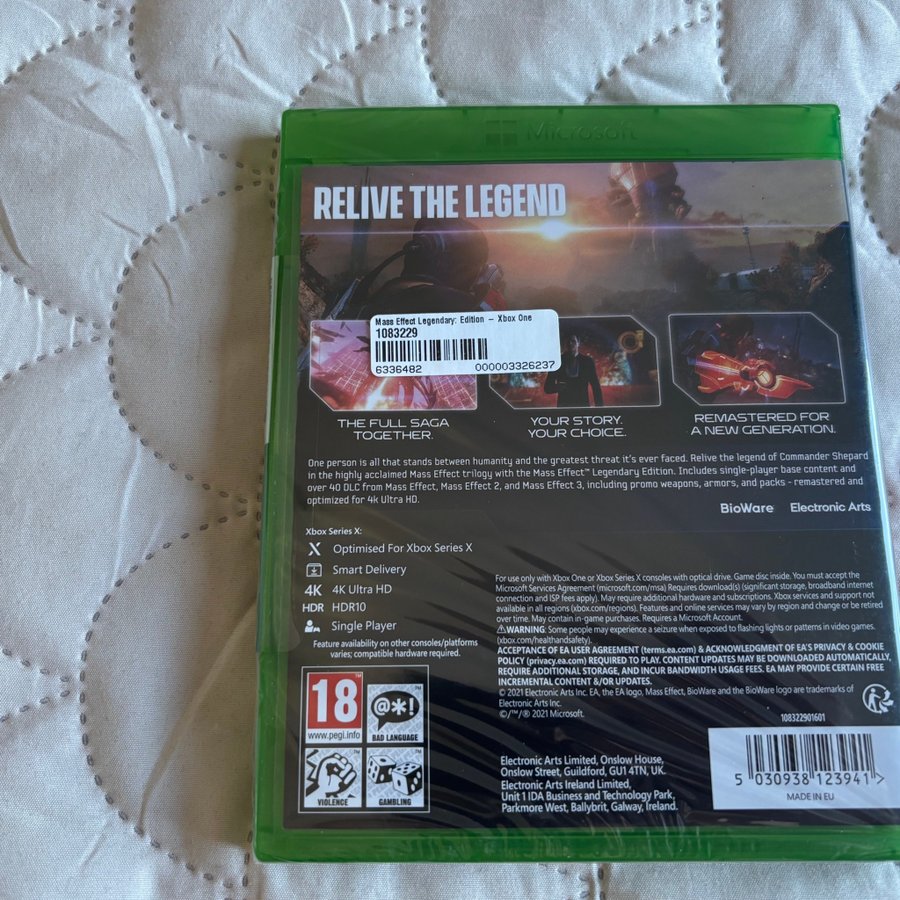 Microsoft
RELIVE THE LEGEND
Mass Effect Legendary: Edition – Xbox One
1083229
6336482 000003326237
THE FULL SAGA
TOGETHER.
YOUR STORY.
YOUR CHOICE.
REMASTERED FOR
A NEW GENERATION.
One person is all that stands between humanity and the greatest threat it's ever faced. Relive the legend of Commander Shepard
in the highly acclaimed Mass Effect trilogy with the Mass Effect™ Legendary Edition. Includes single-player base content and
over 40 DLC from Mass Effect, Mass Effect 2, and Mass Effect 3, including promo weapons, armors, and packs - remastered and
optimized for 4k Ultra HD.
BioWare Electronic Arts
Xbox Series X:
X Optimised For Xbox Series X
Smart Delivery
4K 4K Ultra HD
HDR HDR10
Single Player
Feature availability on other consoles/platforms
varies; compatible hardware required.
For use only with Xbox One or Xbox Series X consoles with optical drive. Game disc inside. You must accept the
Microsoft Services Agreement (microsoft.com/msa) Requires download(s) (significant storage, broadband internet
connection and ISP fees apply). May require additional hardware and subscriptions. Xbox services and support not
available in all regions (xbox.com/regions). Features and online services may vary by region and change or be retired
over time. May contain in-game purchases. Requires a Microsoft Account.
⚠WARNING: Some people may experience a seizure when exposed to flashing lights or patterns in video games.
(xbox.com/healthandsafety).
ACCEPTANCE OF EA USER AGREEMENT (terms.ea.com) & ACKNOWLEDGMENT OF EA'S PRIVACY & COOKIE
POLICY (privacy.ea.com) REQUIRED TO PLAY. CONTENT UPDATES MAY BE DOWNLOADED AUTOMATICALLY,
REQUIRE ADDITIONAL STORAGE, AND INCUR BANDWIDTH USAGE FEES. EA MAY PROVIDE CERTAIN FREE
INCREMENTAL CONTENT &/OR UPDATES.
© 2021 Electronic Arts Inc. EA, the EA logo, Mass Effect, BioWare and the BioWare logo are trademarks of
Electronic Arts Inc.
©/™/® 2021 Microsoft.
108322901601
18
www.pegi.info
@*!
BAD LANGUAGE
VIOLENCE
GAMBLING
Electronic Arts Limited, Onslow House,
Onslow Street, Guildford, GU1 4TN, UK.
Electronic Arts Ireland Limited,
Unit 1 IDA Business and Technology Park,
Parkmore West, Ballybrit, Galway, Ireland.
5 030938 123941 >
MADE IN EU